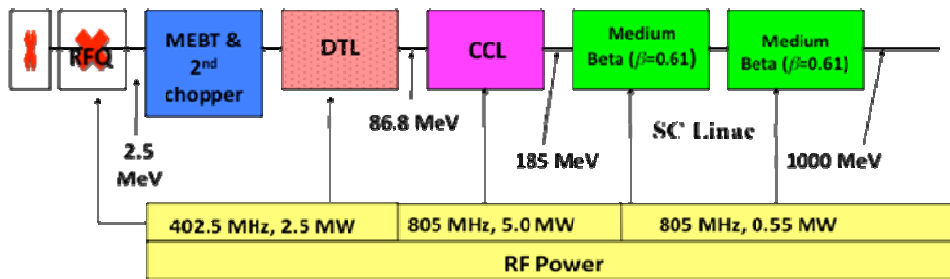 RFQ
MEBT &
2nd
chopper
DTL
CCL
Medium
Beta (β=0.61)
Medium
Beta (β=0.61)
2.5
MeV
86.8 MeV
185 MeV
SC Linac
1000 MeV
402.5 MHz, 2.5 MW
805 MHz, 5.0 MW
805 MHz, 0.55 MW
RF Power